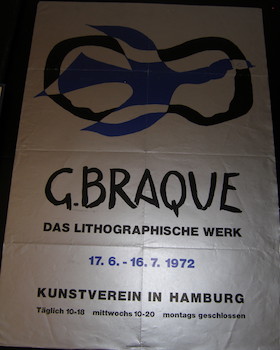 G.BRAQUE
DAS LITHOGRAPHISCHE WERK
17.6.-16.7.1972
KUNSTVEREIN IN HAMBURG
Täglich 10-18 mittwochs 10-20 montags geschlossen